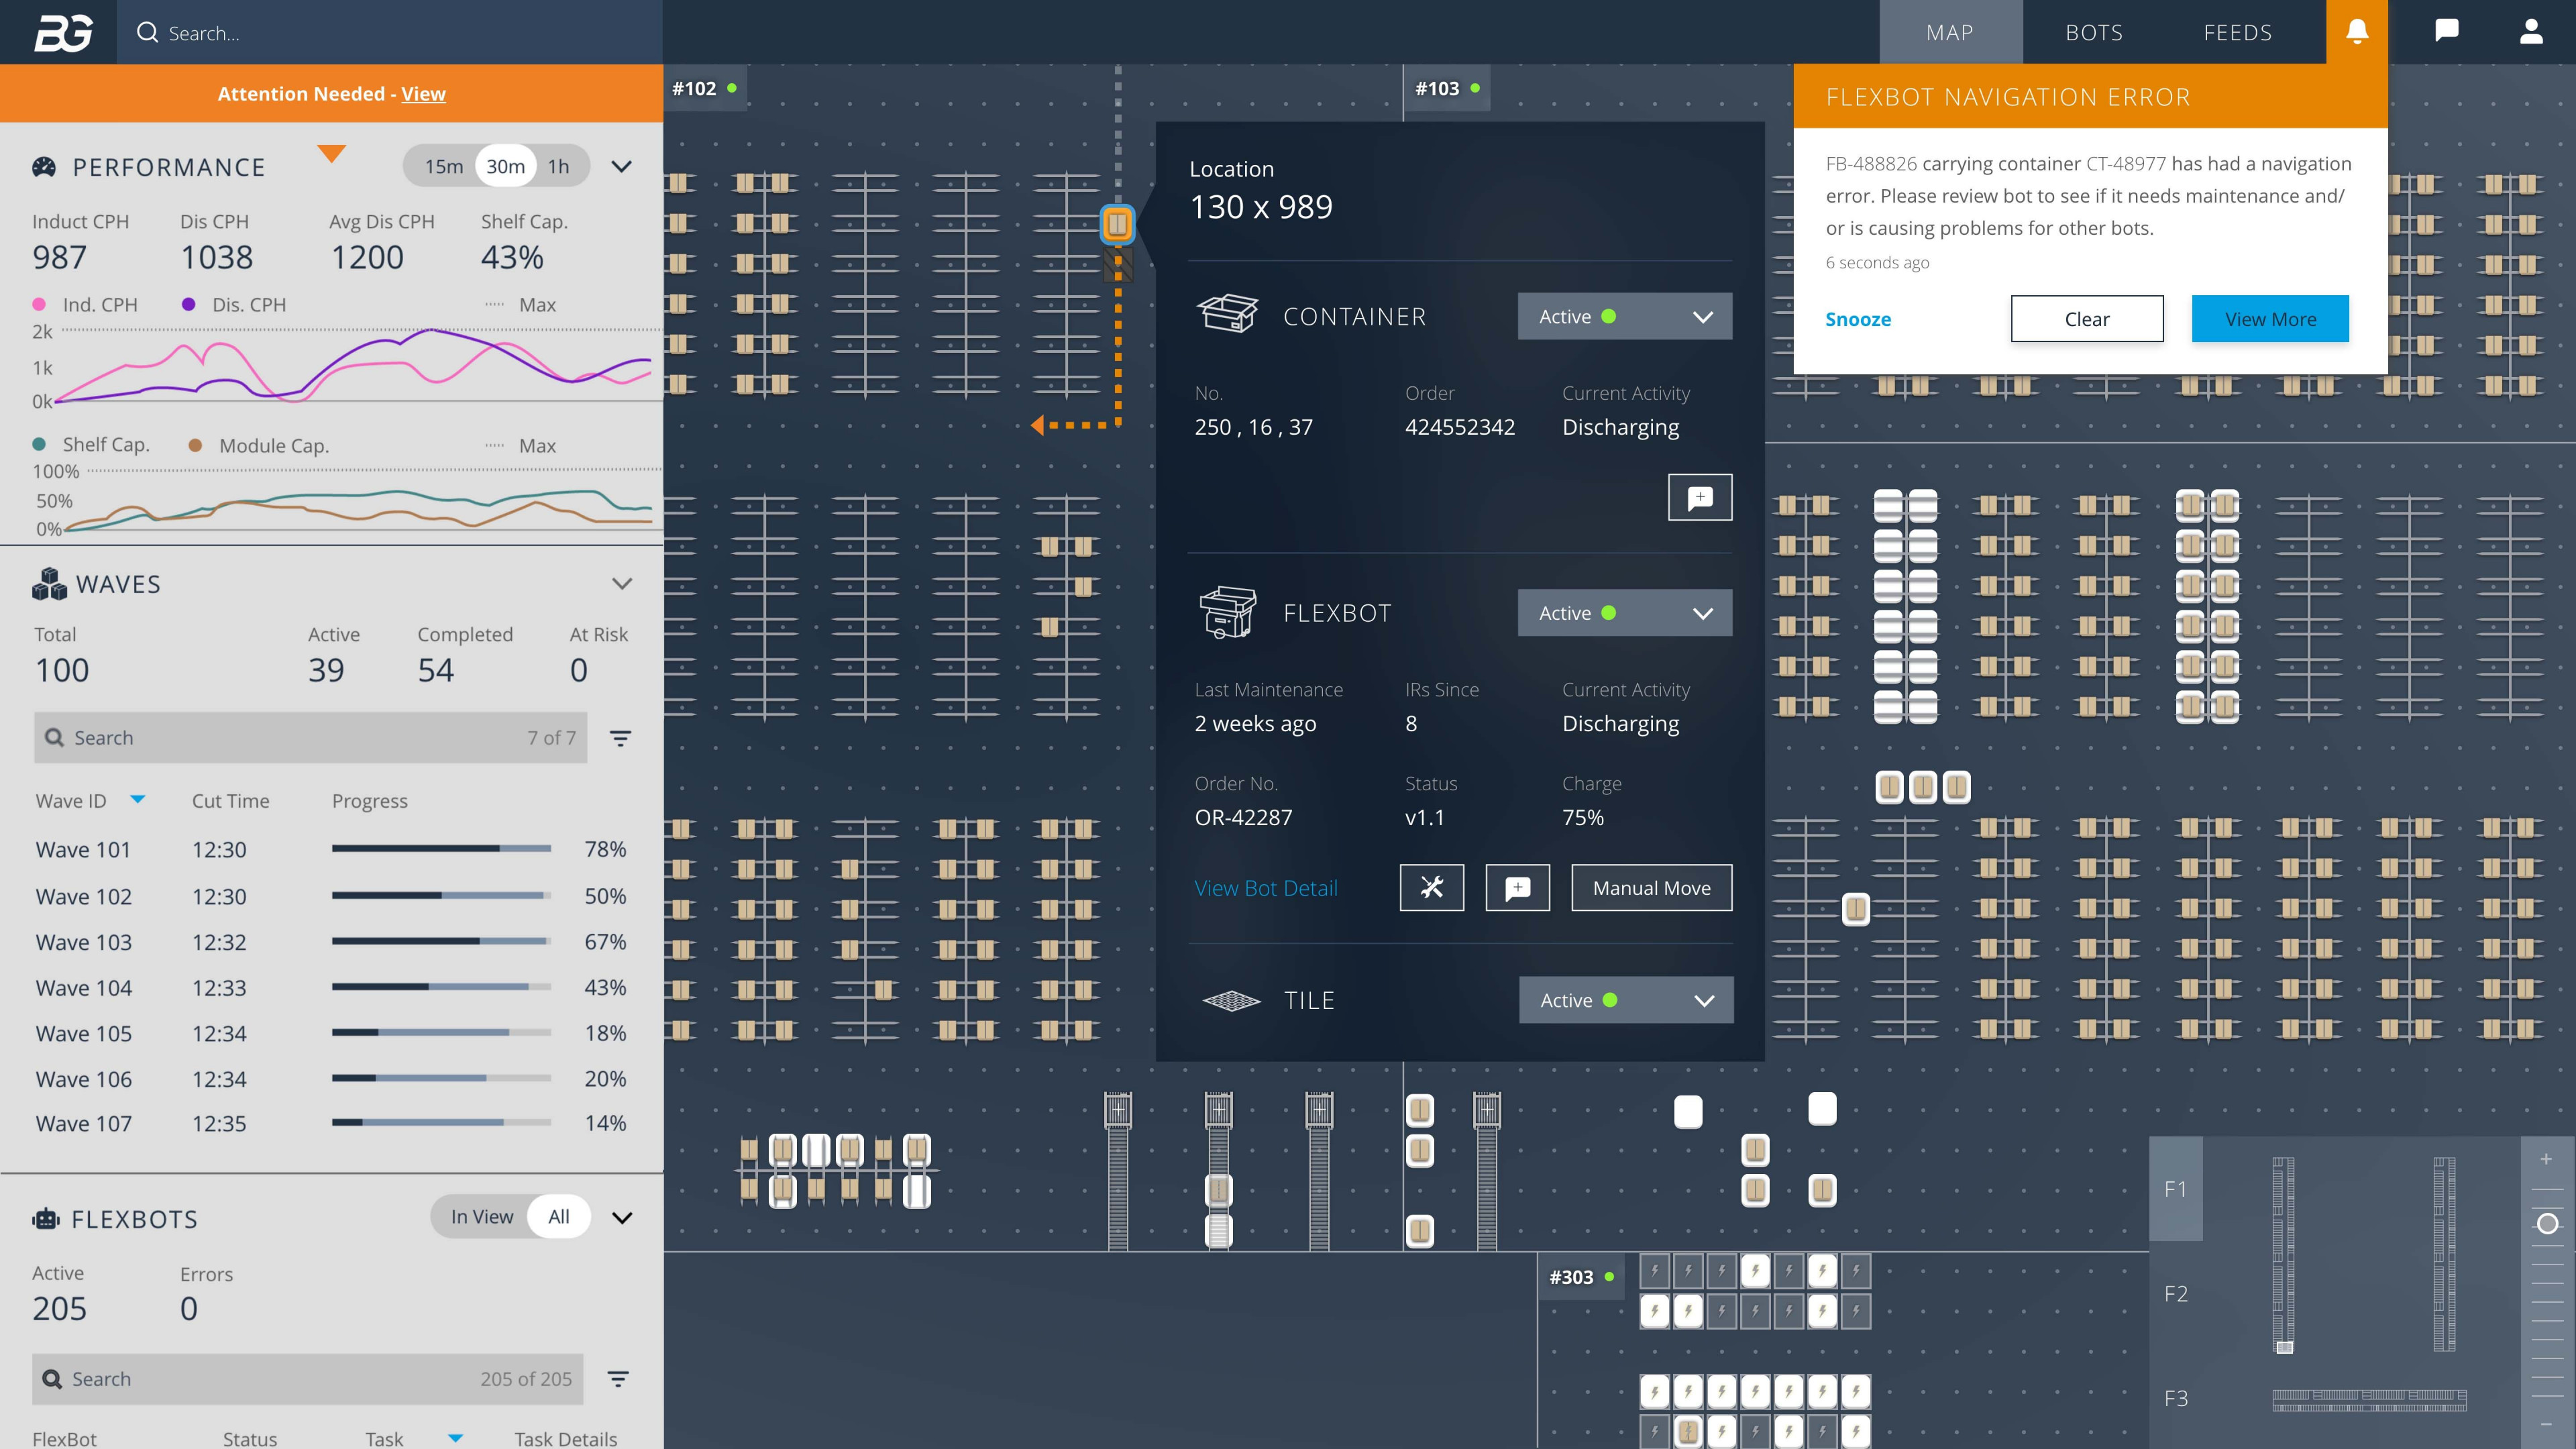 BG
Search...
MAP
BOTS
FEEDS
Attention Needed - View
PERFORMANCE
15m 30m 1h
Induct CPH Dis CPH Avg Dis CPH Shelf Cap.
987 1038 1200 43%
Ind. CPH Dis. CPH Max
2k
1k
0k
Shelf Cap. Module Cap. Max
100%
50%
0%
WAVES
Total Active Completed At Risk
100 39 54 0
Search 7 of 7
Wave ID Cut Time Progress
Wave 101 12:30 78%
Wave 102 12:30 50%
Wave 103 12:32 67%
Wave 104 12:33 43%
Wave 105 12:34 18%
Wave 106 12:34 20%
Wave 107 12:35 14%
FLEXBOTS
In View All
Active Errors
205 0
Search 205 of 205
FlexBot Status Task Task Details
#102
#103
Location
130 x 989
CONTAINER Active
No. Order Current Activity
250 , 16 , 37 424552342 Discharging
FLEXBOT Active
Last Maintenance IRs Since Current Activity
2 weeks ago 8 Discharging
Order No. Status Charge
OR-42287 v1.1 75%
View Bot Detail Manual Move
TILE Active
FLEXBOT NAVIGATION ERROR
FB-488826 carrying container CT-48977 has had a navigation
error. Please review bot to see if it needs maintenance and/
or is causing problems for other bots.
6 seconds ago
Snooze Clear View More
#303
F1
F2
F3
+
-